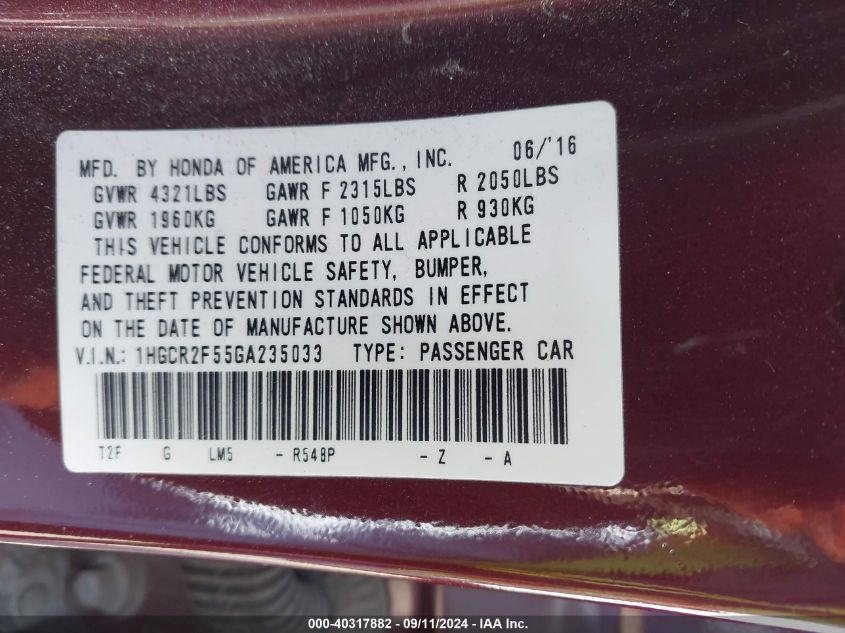 MFD. BY HONDA OF AMERICA MFG., INC. 06/'16
GVWR 4321LBS GAWR F 2315LBS R 2050LBS
GVWR 1960KG GAWR F 1050KG R 930KG
THIS VEHICLE CONFORMS TO ALL APPLICABLE
FEDERAL MOTOR VEHICLE SAFETY, BUMPER,
AND THEFT PREVENTION STANDARDS IN EFFECT
ON THE DATE OF MANUFACTURE SHOWN ABOVE.
V.I.N.: 1HGCR2F55GA235033 TYPE: PASSENGER CAR
T2F G LM5 - R548P - Z - A
000-40317882 - 09/11/2024 - IAA Inc.